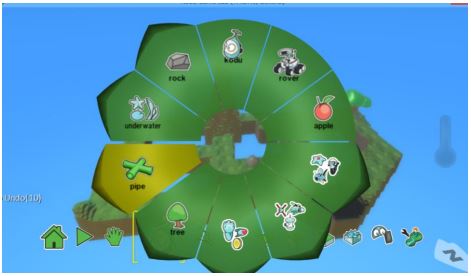 kodu
rock
rover
underwater
apple
pipe
Undo(10)
tree